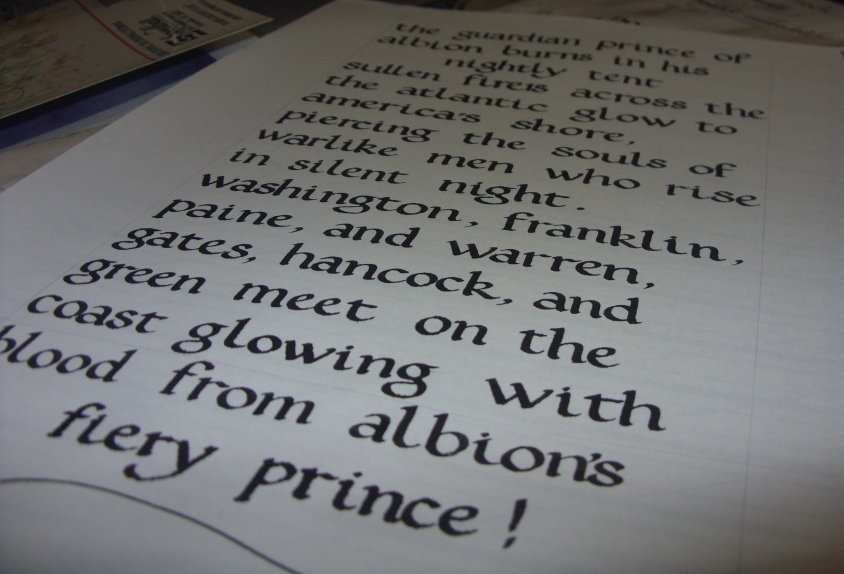 the guardian prince of
albion burns in his
nightly tent
sullen fires across the
the atlantic glow to
america's shore,
piercing the souls of
warlike men who rise
in silent night.
washington, franklin,
paine, and warren,
gates, hancock, and
green meet on the
coast glowing with
blood from albion's
fiery prince!